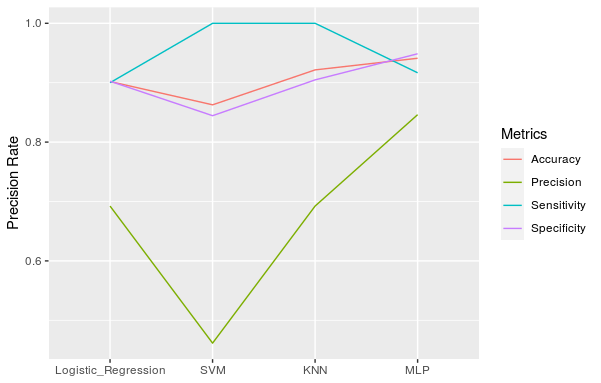 Precision Rate
1.0
0.8
0.6
Logistic_Regression SVM KNN MLP
Metrics
Accuracy
Precision
Sensitivity
Specificity